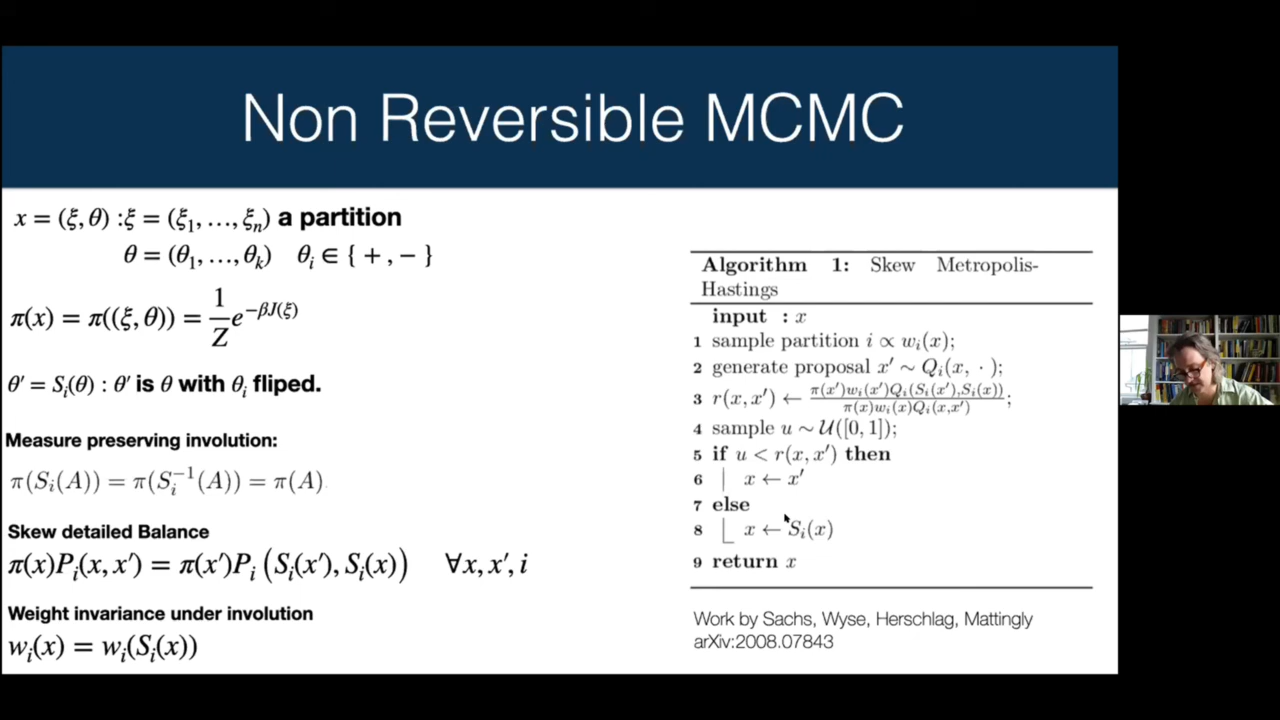 Non Reversible MCMC
x = (ξ, θ) : ξ = (ξ₁, …, ξₙ) a partition
θ = (θ₁, …, θₖ) θᵢ ∈ { + , − }
π(x) = π((ξ, θ)) = 1/Z e^{−βJ(ξ)}
θ′ = Sᵢ(θ) : θ′ is θ with θᵢ fliped.
Measure preserving involution:
π(Sᵢ(A)) = π(Sᵢ⁻¹(A)) = π(A)
Skew detailed Balance
π(x)Pᵢ(x, x′) = π(x′)Pᵢ (Sᵢ(x′), Sᵢ(x)) ∀x, x′, i
Weight invariance under involution
wᵢ(x) = wᵢ(Sᵢ(x))
Algorithm 1: Skew Metropolis-
Hastings
input : x
1 sample partition i ∝ wᵢ(x);
2 generate proposal x′ ∼ Qᵢ(x, · );
3 r(x, x′) ← π(x′)wᵢ(x′)Qᵢ(Sᵢ(x′),Sᵢ(x)) / π(x)wᵢ(x)Qᵢ(x,x′) ;
4 sample u ∼ 𝒰([0, 1]);
5 if u < r(x, x′) then
6 x ← x′
7 else
8 x ← Sᵢ(x)
9 return x
Work by Sachs, Wyse, Herschlag, Mattingly
arXiv:2008.07843